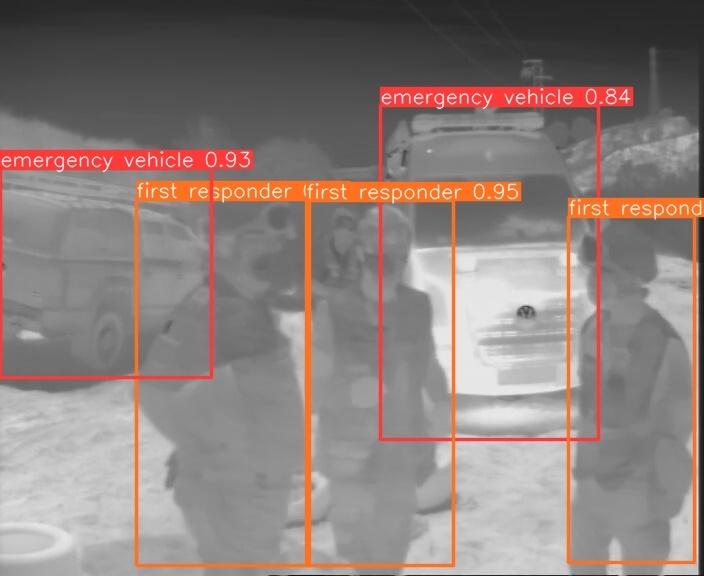 emergency vehicle 0.84
emergency vehicle 0.93
first responder (
first responder 0.95
first respond